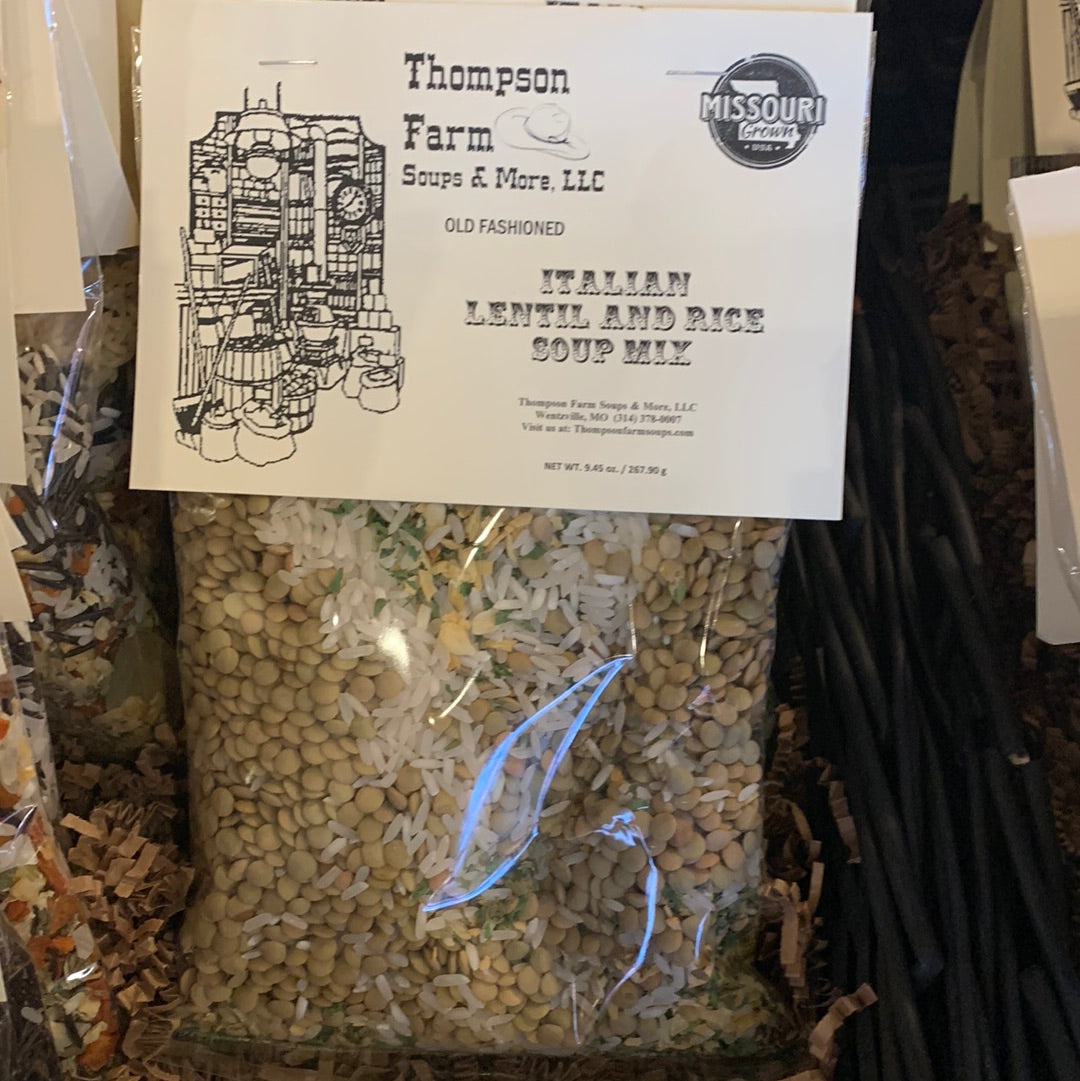 Thompson
Farm
Soups & More, LLC
MISSOURI
Grown
USA
OLD FASHIONED
ITALIAN
LENTIL AND RICE
SOUP MIX
Thompson Farm Soups & More, LLC
Wentzville, MO (314) 378-0007
Visit us at: Thompsonfarmsoups.com
NET WT. 9.45 oz. / 267.90 g